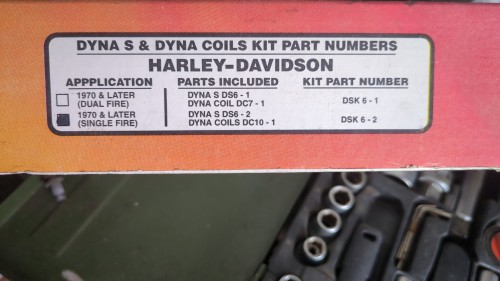 DYNA S & DYNA COILS KIT PART NUMBERS
HARLEY-DAVIDSON
APPPLICATION PARTS INCLUDED KIT PART NUMBER
1970 & LATER DYNA S DS6 - 1
(DUAL FIRE) DYNA COIL DC7 - 1 DSK 6 - 1
1970 & LATER DYNA S DS6 - 2
(SINGLE FIRE) DYNA COILS DC10 - 1 DSK 6 - 2